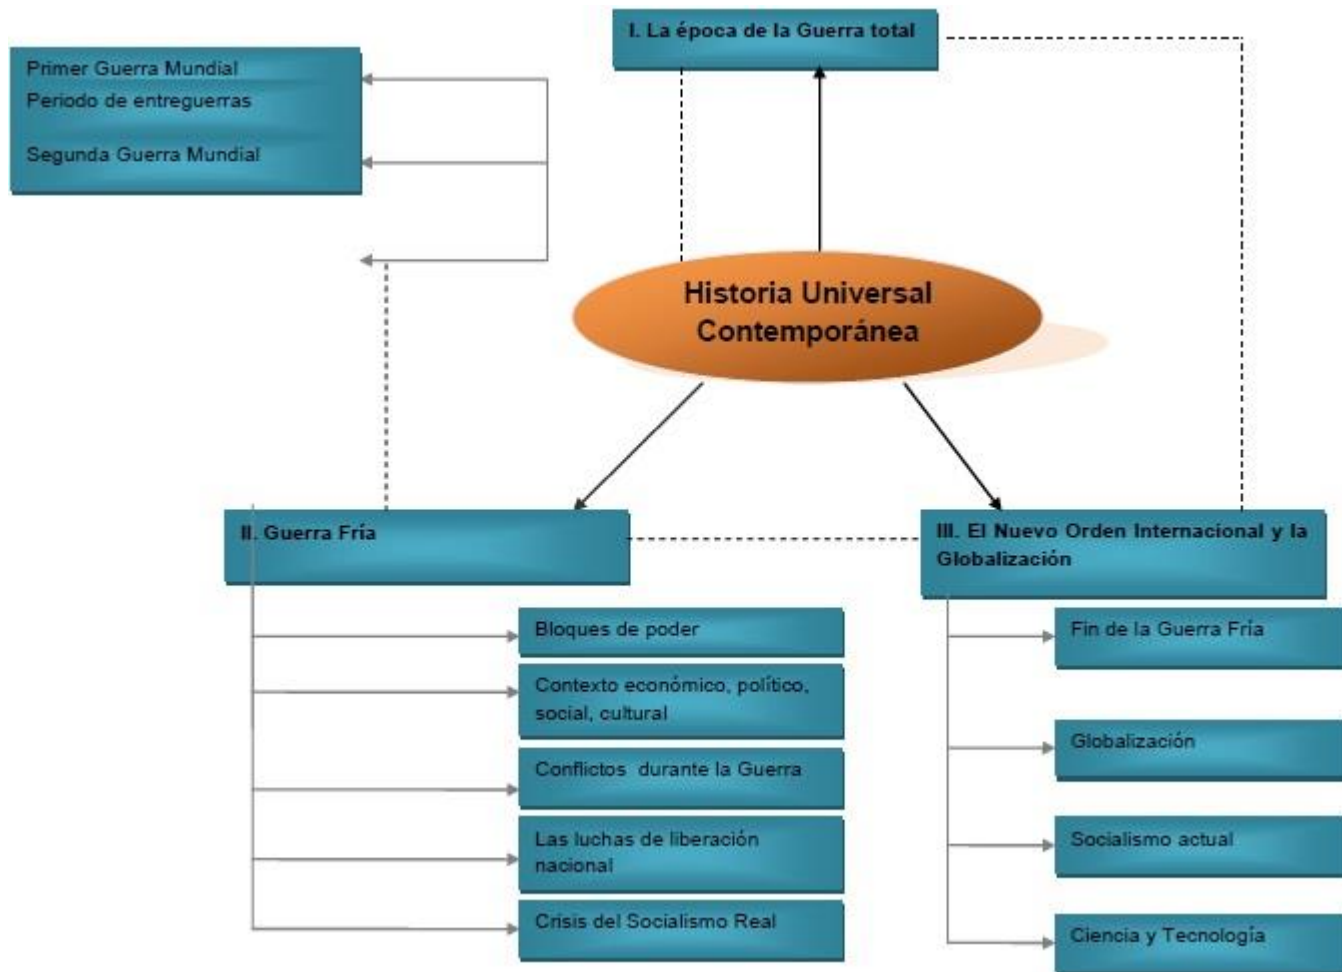 I. La época de la Guerra total
Primer Guerra Mundial
Periodo de entreguerras
Segunda Guerra Mundial
Historia Universal
Contemporánea
II. Guerra Fría
III. El Nuevo Orden Internacional y la
Globalización
Bloques de poder
Contexto económico, político,
social, cultural
Conflictos durante la Guerra
Las luchas de liberación
nacional
Crisis del Socialismo Real
Fin de la Guerra Fría
Globalización
Socialismo actual
Ciencia y Tecnología